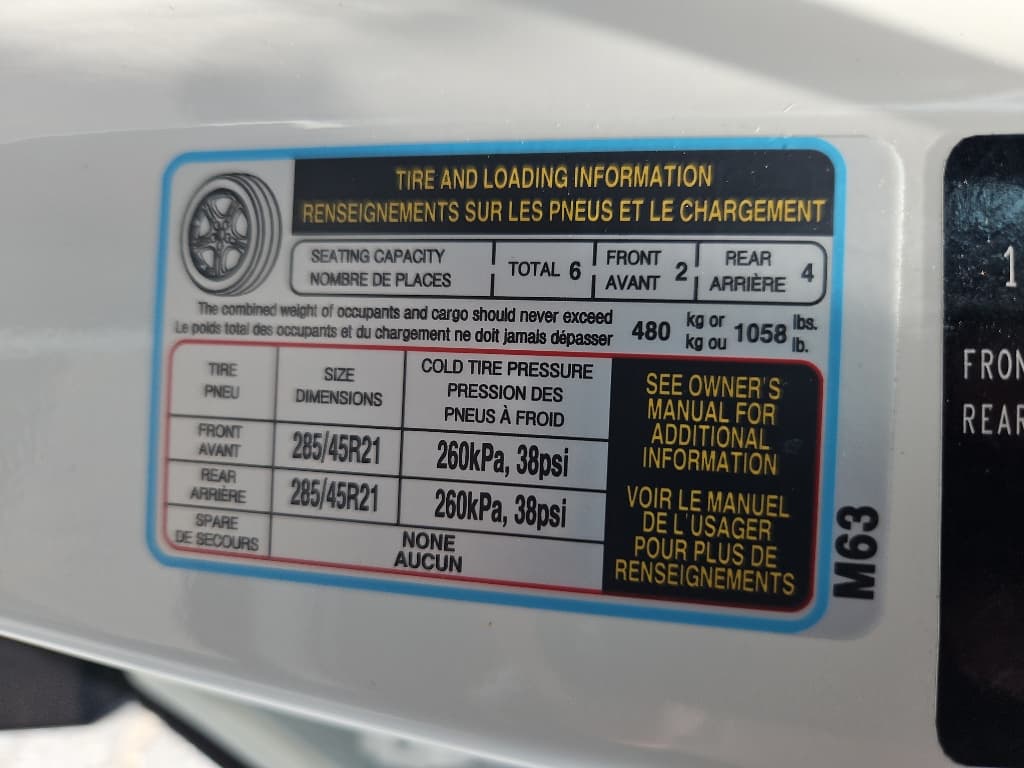 TIRE AND LOADING INFORMATION
RENSEIGNEMENTS SUR LES PNEUS ET LE CHARGEMENT
SEATING CAPACITY
NOMBRE DE PLACES
TOTAL 6
FRONT
AVANT
2
REAR
ARRIÈRE
4
The combined weight of occupants and cargo should never exceed
Le poids total des occupants et du chargement ne doit jamais dépasser
480
kg or
kg ou
1058
lbs.
lb.
TIRE
PNEU
SIZE
DIMENSIONS
COLD TIRE PRESSURE
PRESSION DES
PNEUS À FROID
FRONT
AVANT
285/45R21
260kPa, 38psi
REAR
ARRIÈRE
285/45R21
260kPa, 38psi
SPARE
DE SECOURS
NONE
AUCUN
SEE OWNER'S
MANUAL FOR
ADDITIONAL
INFORMATION
VOIR LE MANUEL
DE L'USAGER
POUR PLUS DE
RENSEIGNEMENTS
M63
1
FRON
REAR